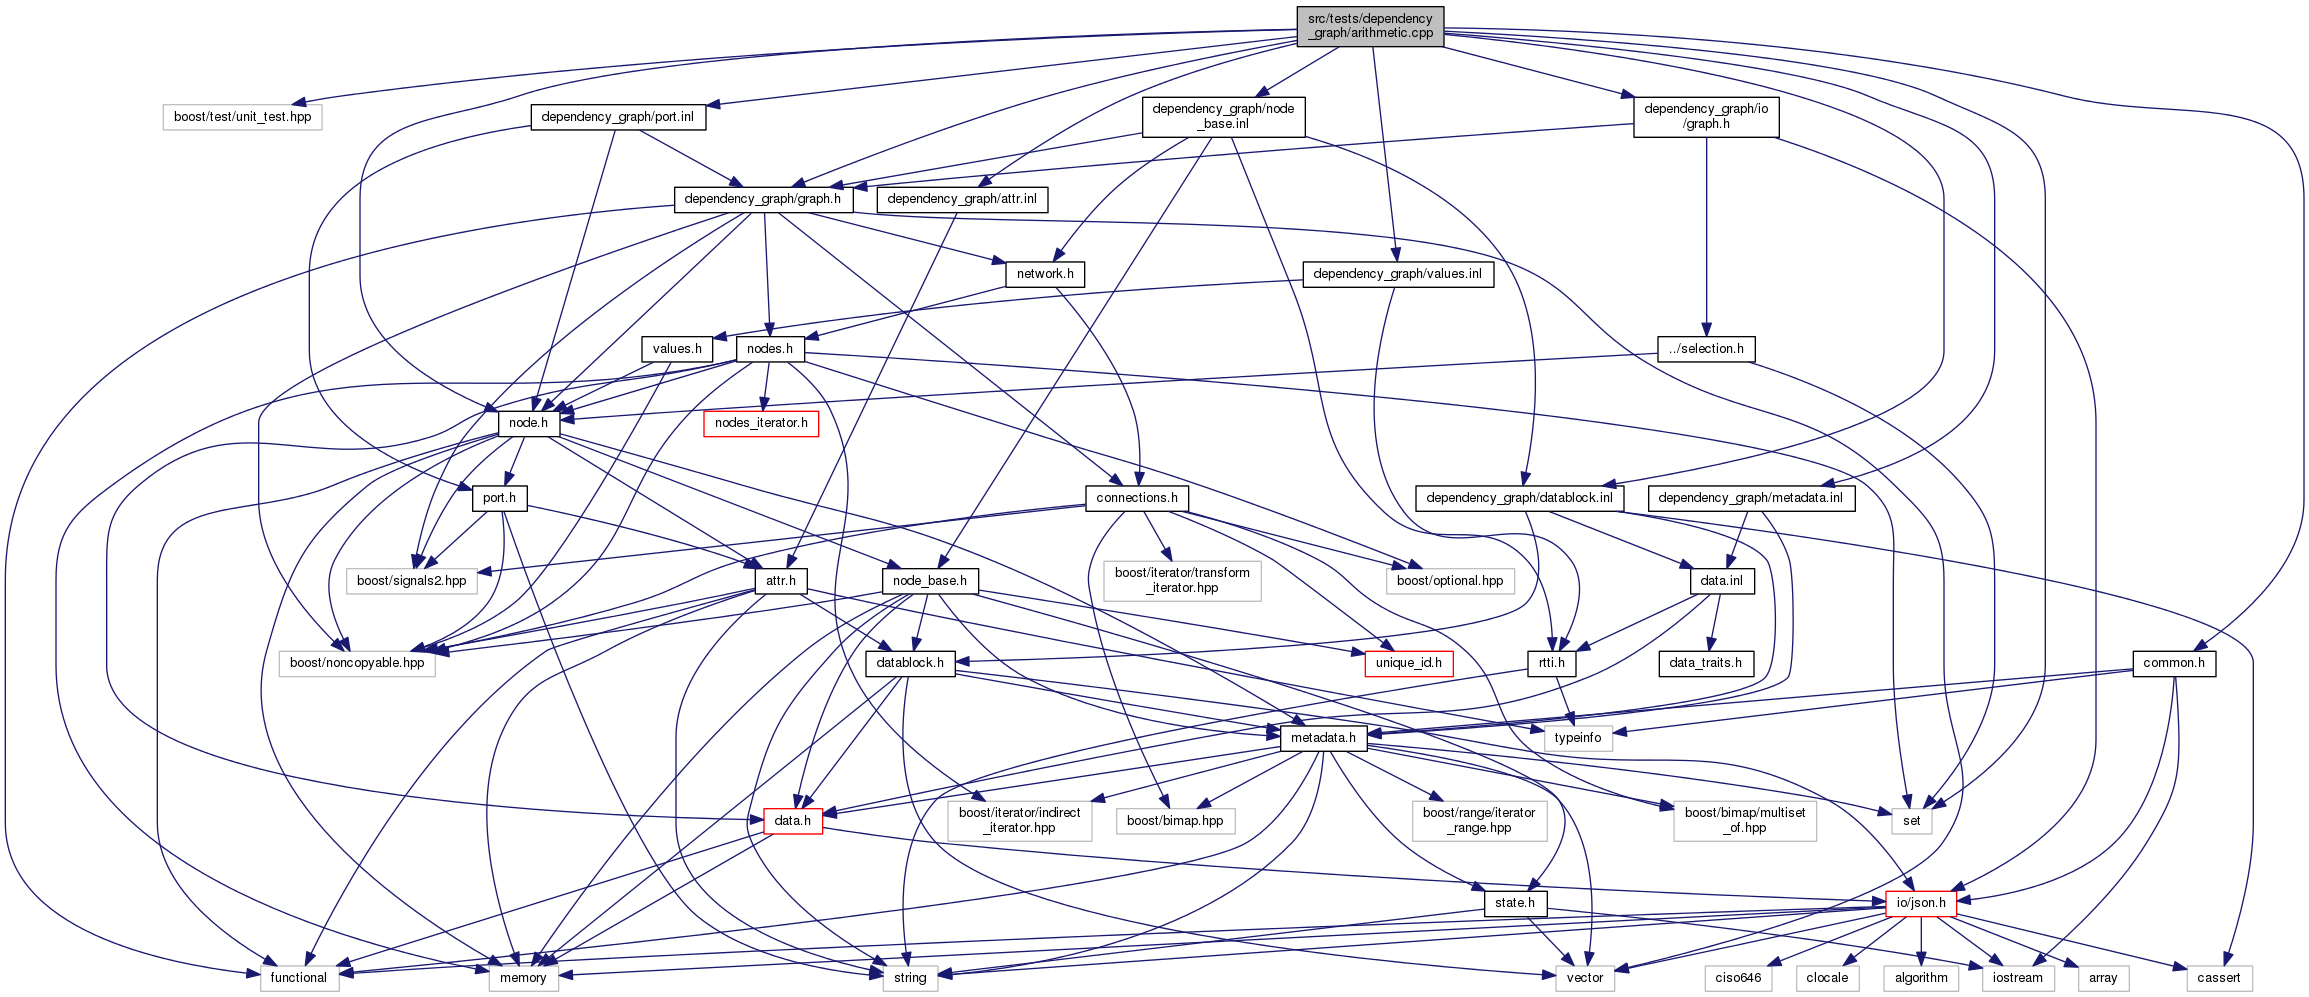 src/tests/dependency
_graph/arithmetic.cpp
boost/test/unit_test.hpp
dependency_graph/port.inl
dependency_graph/node
_base.inl
dependency_graph/io
/graph.h
dependency_graph/graph.h
dependency_graph/attr.inl
network.h
dependency_graph/values.inl
values.h
nodes.h
../selection.h
node.h
nodes_iterator.h
port.h
connections.h
dependency_graph/datablock.inl
dependency_graph/metadata.inl
boost/signals2.hpp
attr.h
node_base.h
boost/iterator/transform
_iterator.hpp
boost/optional.hpp
data.inl
boost/noncopyable.hpp
datablock.h
unique_id.h
rtti.h
data_traits.h
common.h
metadata.h
typeinfo
data.h
boost/iterator/indirect
_iterator.hpp
boost/bimap.hpp
boost/range/iterator
_range.hpp
boost/bimap/multiset
_of.hpp
set
state.h
io/json.h
functional
memory
string
vector
ciso646
clocale
algorithm
iostream
array
cassert